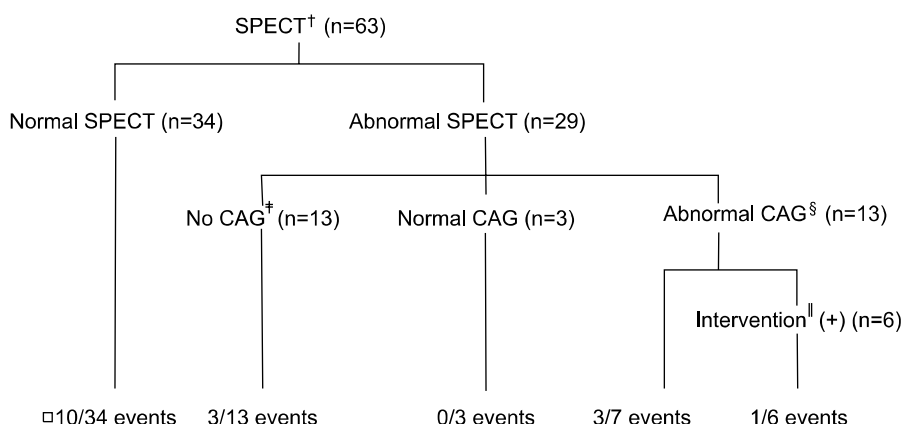 SPECT† (n=63)
Normal SPECT (n=34)
Abnormal SPECT (n=29)
No CAG‡ (n=13)
Normal CAG (n=3)
Abnormal CAG§ (n=13)
Intervention‖ (+) (n=6)
□10/34 events
3/13 events
0/3 events
3/7 events
1/6 events